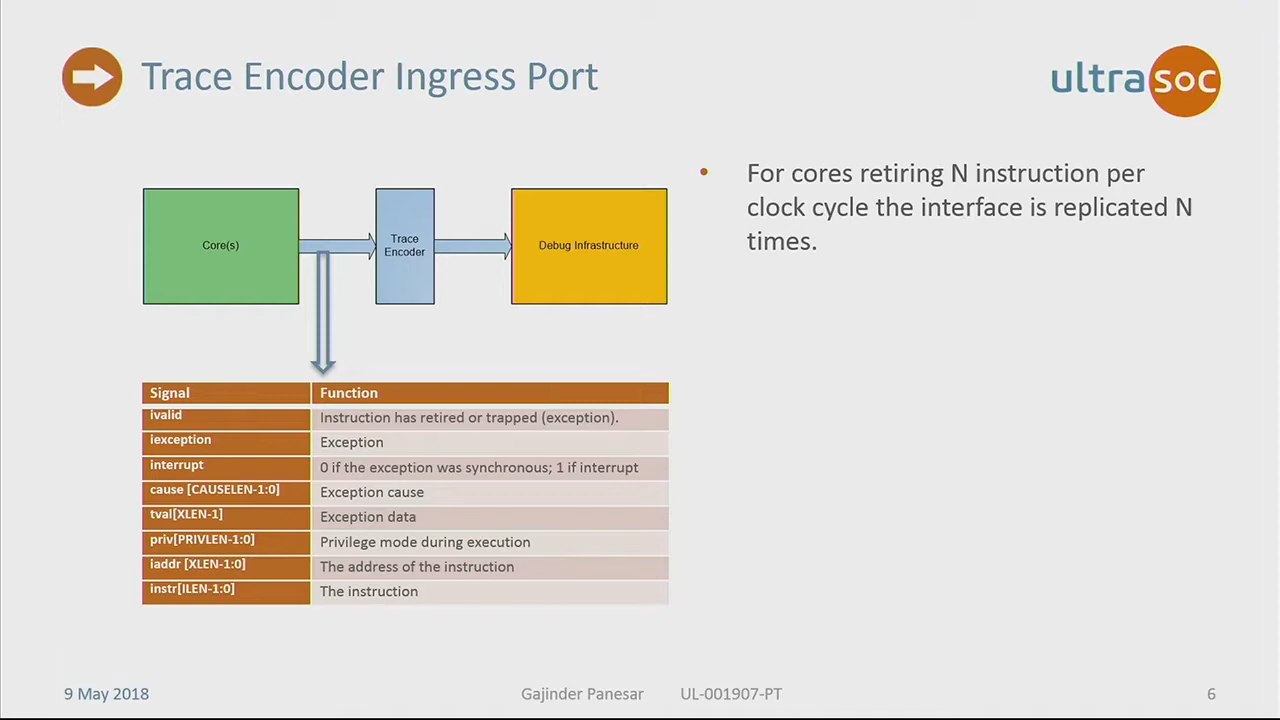 Trace Encoder Ingress Port
ultrasoc
Core(s)
Trace
Encoder
Debug Infrastructure
• For cores retiring N instruction per
clock cycle the interface is replicated N
times.
Signal Function
ivalid Instruction has retired or trapped (exception).
iexception Exception
interrupt 0 if the exception was synchronous; 1 if interrupt
cause [CAUSELEN-1:0] Exception cause
tval[XLEN-1] Exception data
priv[PRIVLEN-1:0] Privilege mode during execution
iaddr [XLEN-1:0] The address of the instruction
instr[ILEN-1:0] The instruction
9 May 2018 Gajinder Panesar UL-001907-PT 6